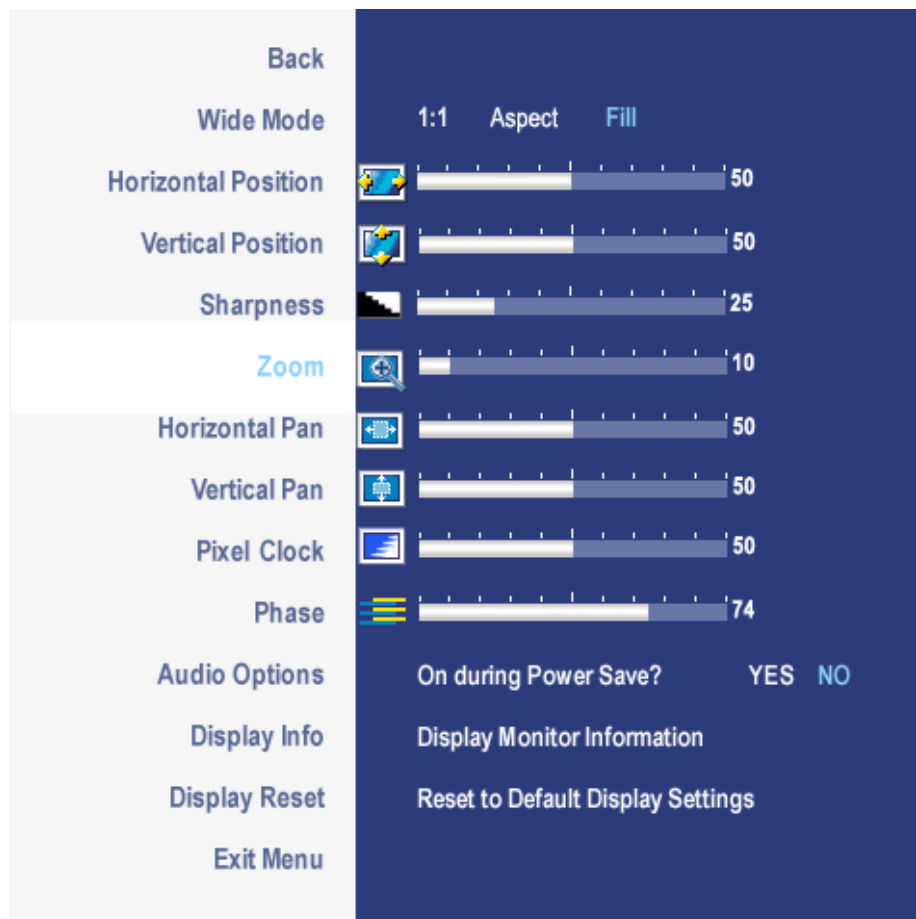 Back
Wide Mode 1:1 Aspect Fill
Horizontal Position 50
Vertical Position 50
Sharpness 25
Zoom 10
Horizontal Pan 50
Vertical Pan 50
Pixel Clock 50
Phase 74
Audio Options On during Power Save? YES NO
Display Info Display Monitor Information
Display Reset Reset to Default Display Settings
Exit Menu